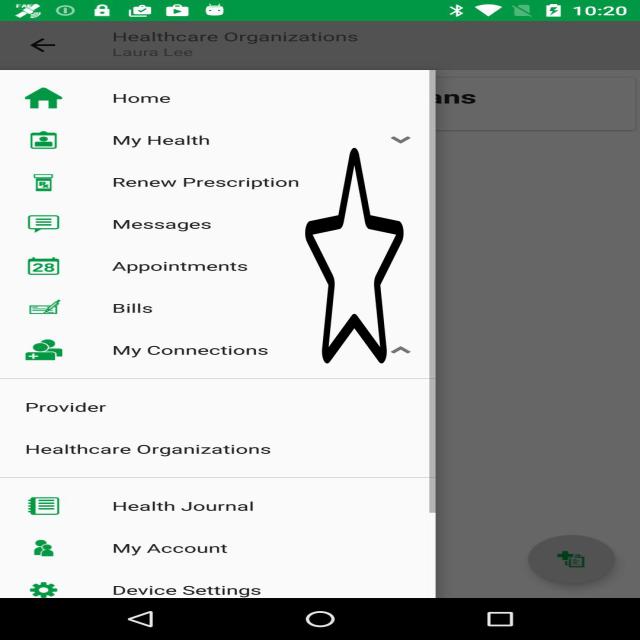 10:20
Healthcare Organizations
Laura Lee
ans
Home
My Health
Renew Prescription
Messages
28
Appointments
Bills
My Connections
Provider
Healthcare Organizations
Health Journal
My Account
Device Settings